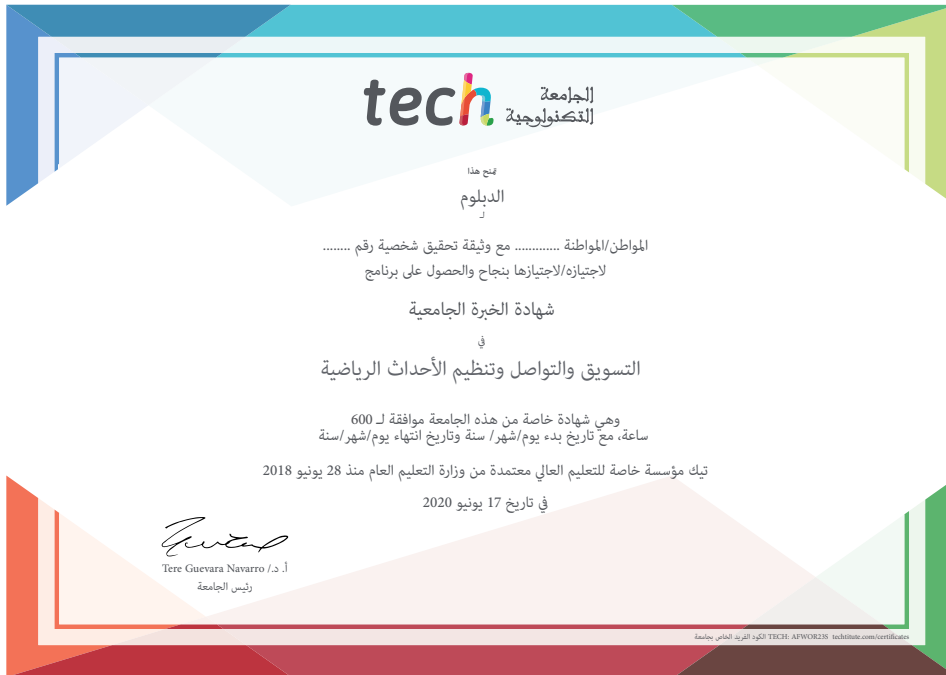 tech الجامعة
التكنولوجية
يمنح هذا
الدبلوم
لـ
المواطن/المواطنة ............ مع وثيقة تحقيق شخصية رقم ........
لاجتيازه/لاجتيازها بنجاح والحصول على برنامج
شهادة الخبرة الجامعية
في
التسويق والتواصل وتنظيم الأحداث الرياضية
وهي شهادة خاصة من هذه الجامعة موافقة لـ 600
ساعة، مع تاريخ بدء يوم/شهر/ سنة وتاريخ انتهاء يوم/شهر/سنة
تيك مؤسسة خاصة للتعليم العالي معتمدة من وزارة التعليم العام منذ 28 يونيو 2018
في تاريخ 17 يونيو 2020
أ. د./ Tere Guevara Navarro
رئيس الجامعة
الكود الفريد الخاص بجامعة TECH: AFWOR23S techtitute.com/certificates